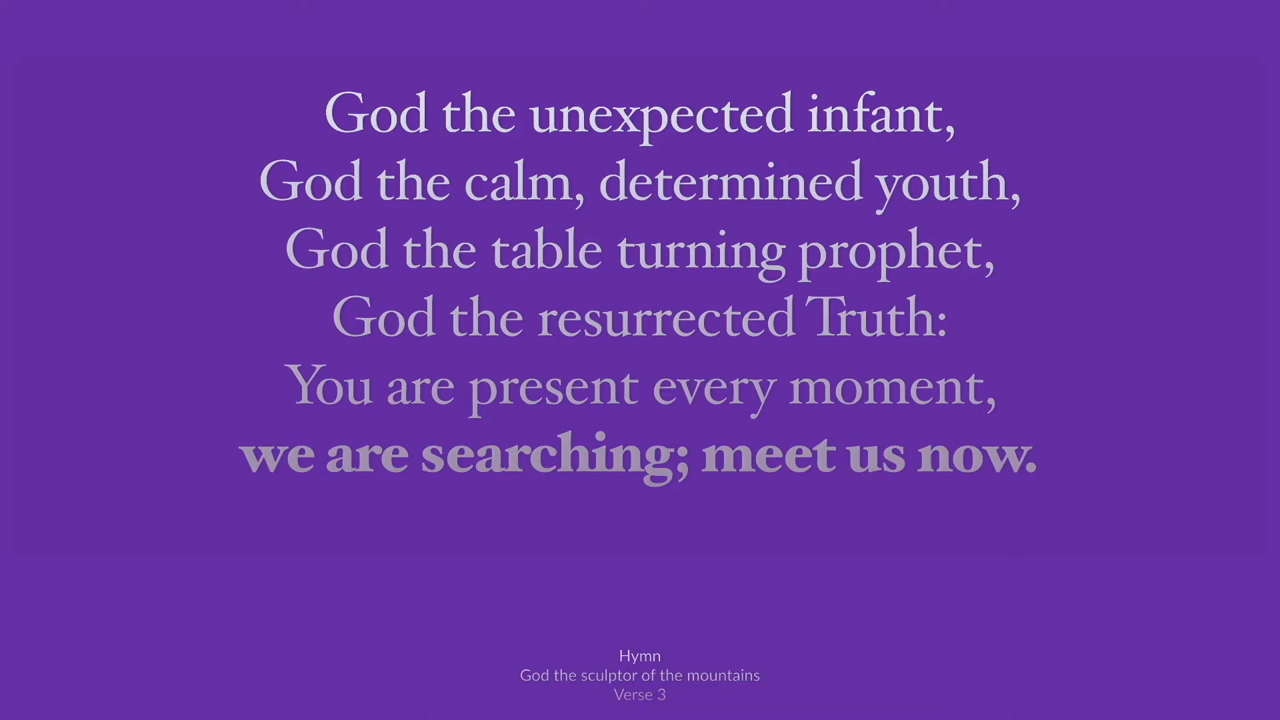 God the unexpected infant,
God the calm, determined youth,
God the table turning prophet,
God the resurrected Truth:
You are present every moment,
we are searching; meet us now.
Hymn
God the sculptor of the mountains
Verse 3